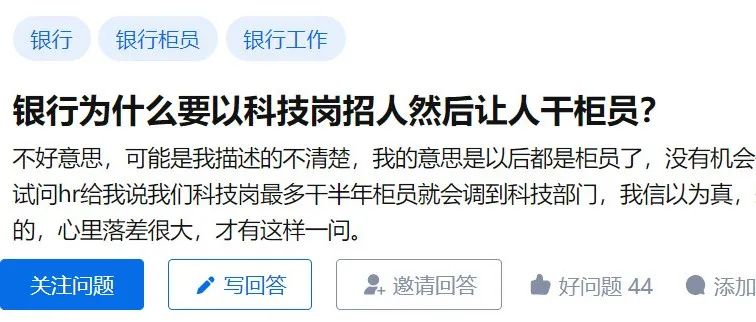 银行 银行柜员 银行工作
银行为什么要以科技岗招人然后让人干柜员？
不好意思，可能是我描述的不清楚，我的意思是以后都是柜员了，没有机会
试问hr给我说我们科技岗最多干半年柜员就会调到科技部门，我信以为真，
的，心里落差很大，才有这样一问。
关注问题 写回答 邀请回答 好问题 44 添加